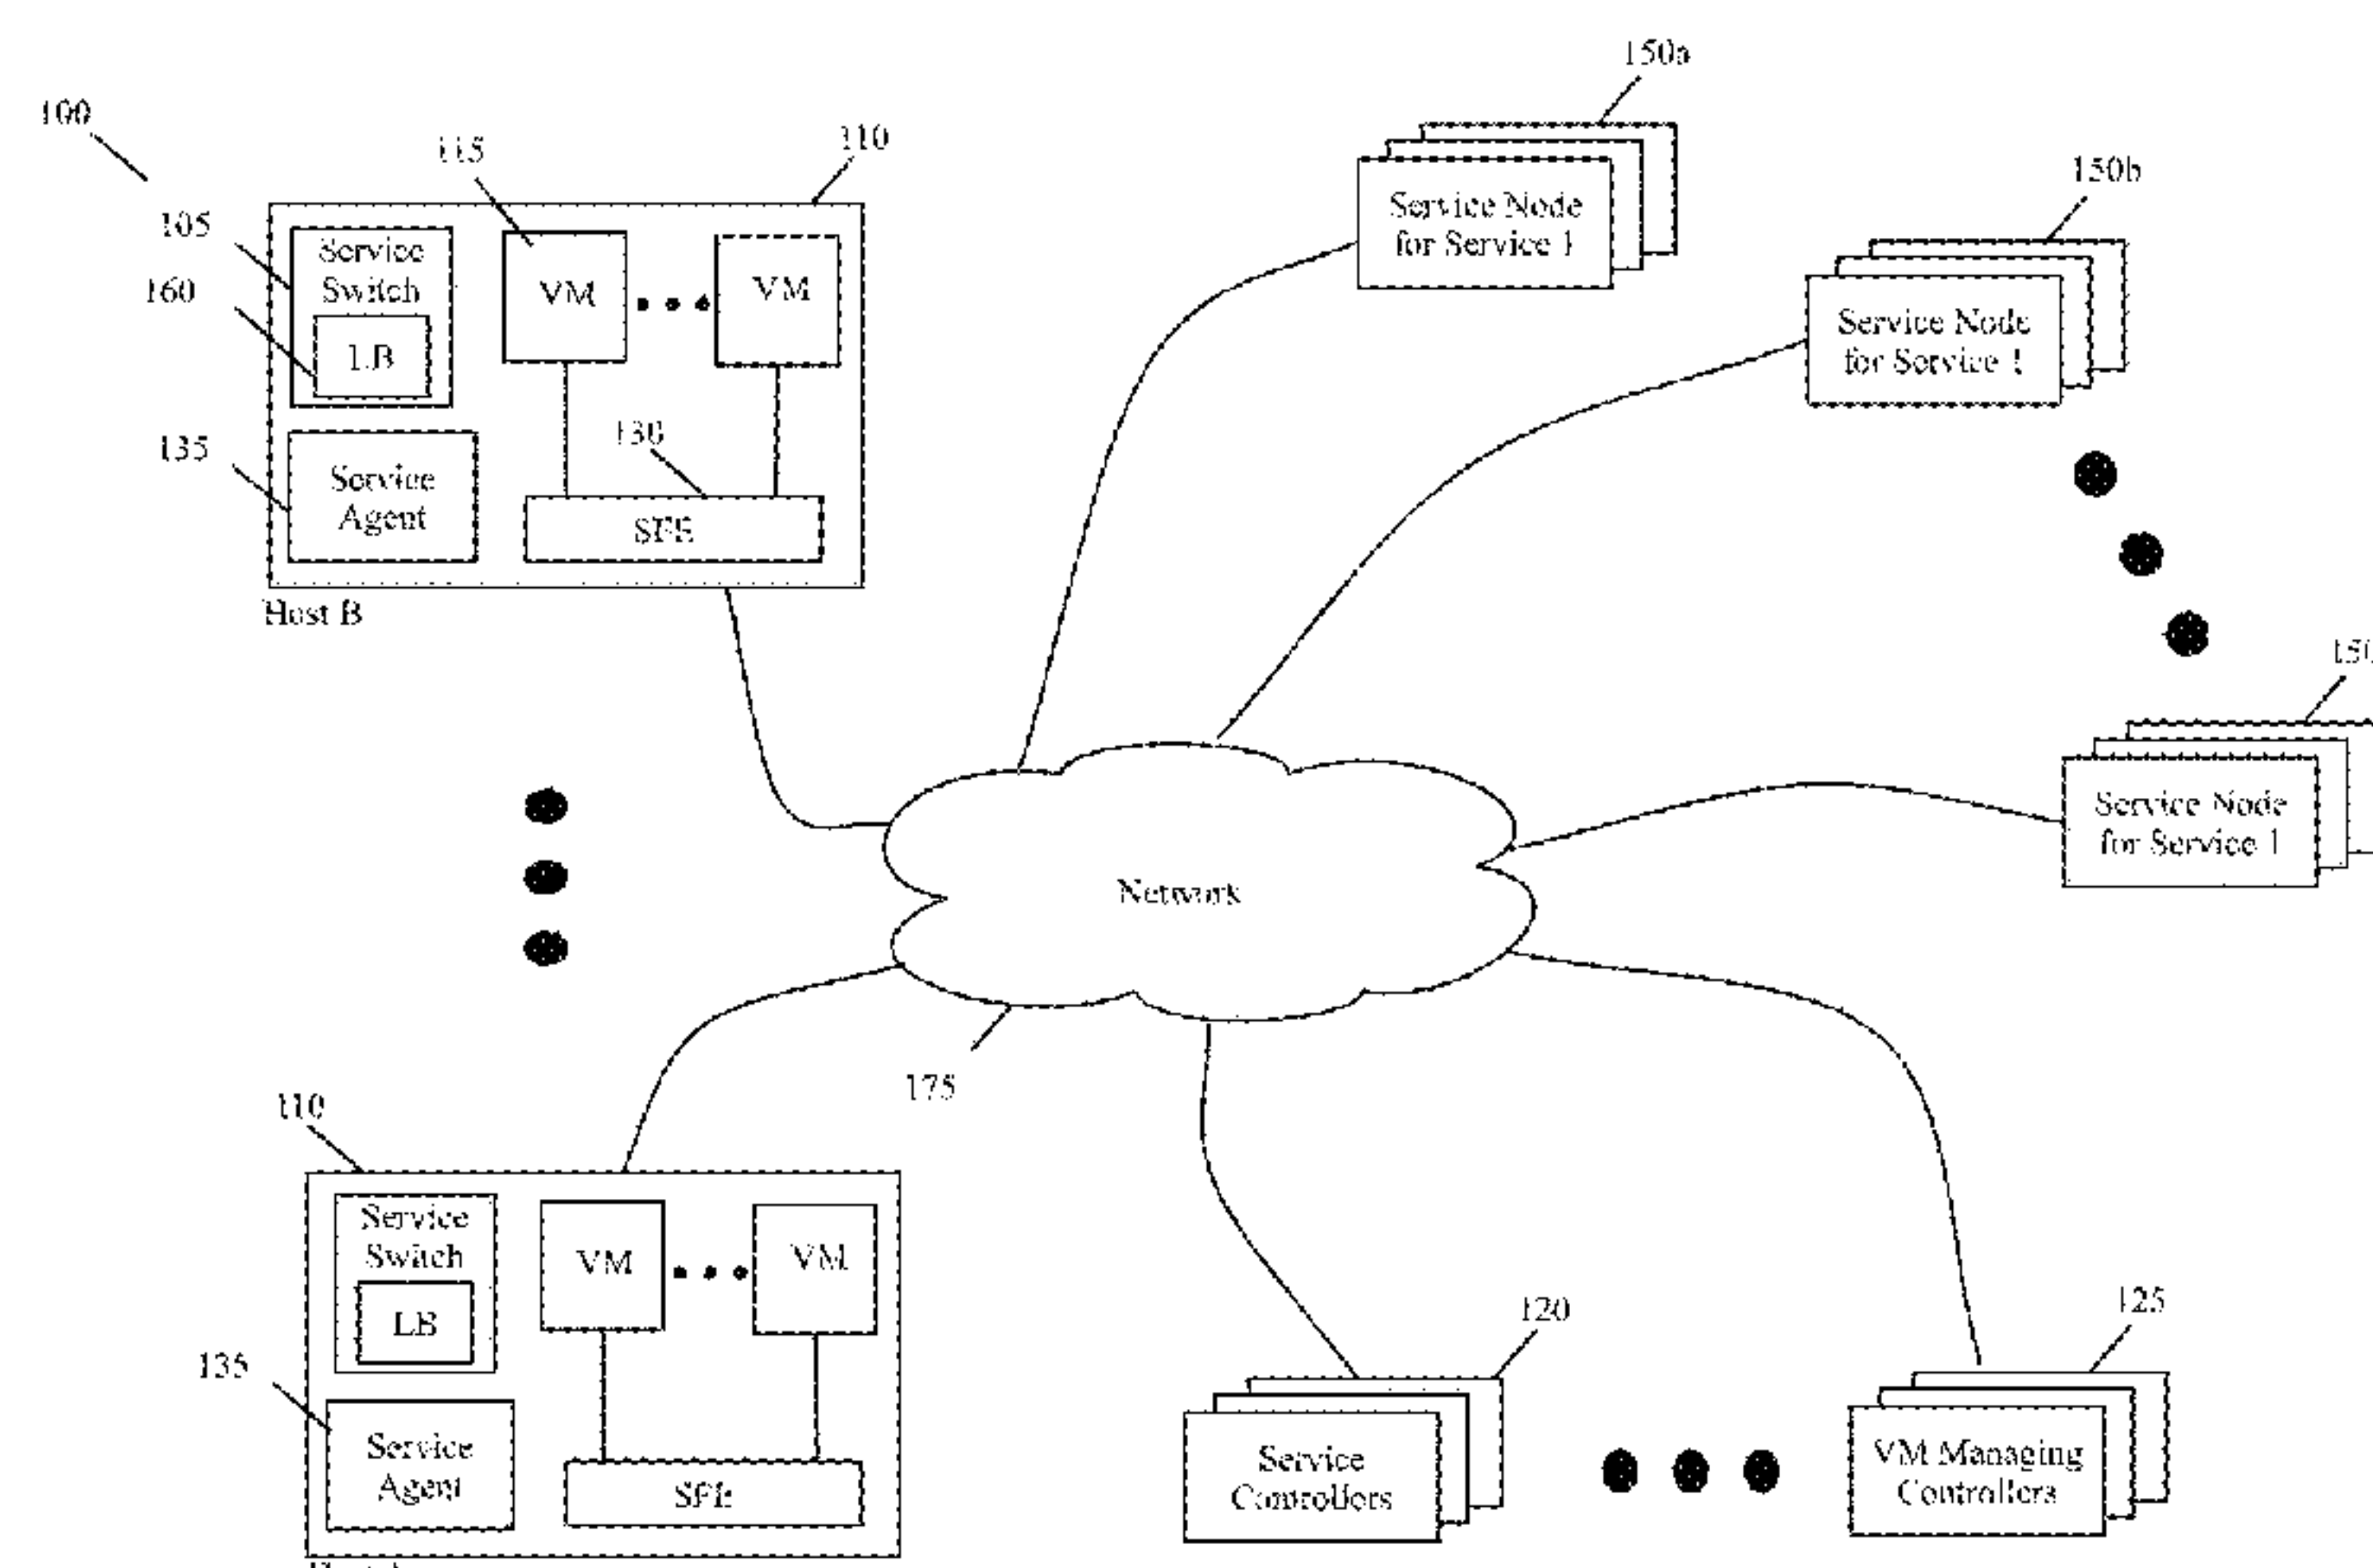 100
105
160
135
115
110
Service
Switch
LB
VM
VM
Service
Agent
130
SFE
Host B
150a
Service Node
for Service 1
150b
Service Node
for Service 1
Service Node
for Service 1
Network
175
110
135
Service
Switch
LB
VM
VM
Service
Agent
SFE
120
Service
Controllers
125
VM Managing
Controllers